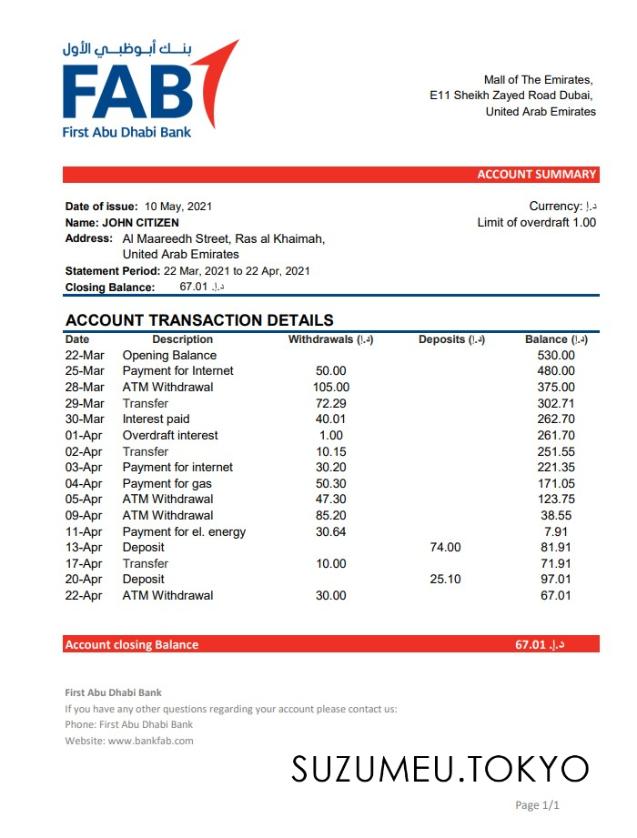 بنك أبوظبي الأول
FAB
First Abu Dhabi Bank
Mall of The Emirates,
E11 Sheikh Zayed Road Dubai,
United Arab Emirates
ACCOUNT SUMMARY
Date of issue: 10 May, 2021
Currency: د.إ
Name: JOHN CITIZEN
Limit of overdraft 1.00
Address: Al Maareedh Street, Ras al Khaimah,
United Arab Emirates
Statement Period: 22 Mar, 2021 to 22 Apr, 2021
Closing Balance: 67.01 د.إ.
ACCOUNT TRANSACTION DETAILS
Date Description Withdrawals (د.إ) Deposits (د.إ) Balance (د.إ)
22-Mar Opening Balance 530.00
25-Mar Payment for Internet 50.00 480.00
28-Mar ATM Withdrawal 105.00 375.00
29-Mar Transfer 72.29 302.71
30-Mar Interest paid 40.01 262.70
01-Apr Overdraft interest 1.00 261.70
02-Apr Transfer 10.15 251.55
03-Apr Payment for internet 30.20 221.35
04-Apr Payment for gas 50.30 171.05
05-Apr ATM Withdrawal 47.30 123.75
09-Apr ATM Withdrawal 85.20 38.55
11-Apr Payment for el. energy 30.64 7.91
13-Apr Deposit 74.00 81.91
17-Apr Transfer 10.00 71.91
20-Apr Deposit 25.10 97.01
22-Apr ATM Withdrawal 30.00 67.01
Account closing Balance 67.01 د.إ.
First Abu Dhabi Bank
If you have any other questions regarding your account please contact us:
Phone: First Abu Dhabi Bank
Website: www.bankfab.com
SUZUMEU.TOKYO
Page 1/1